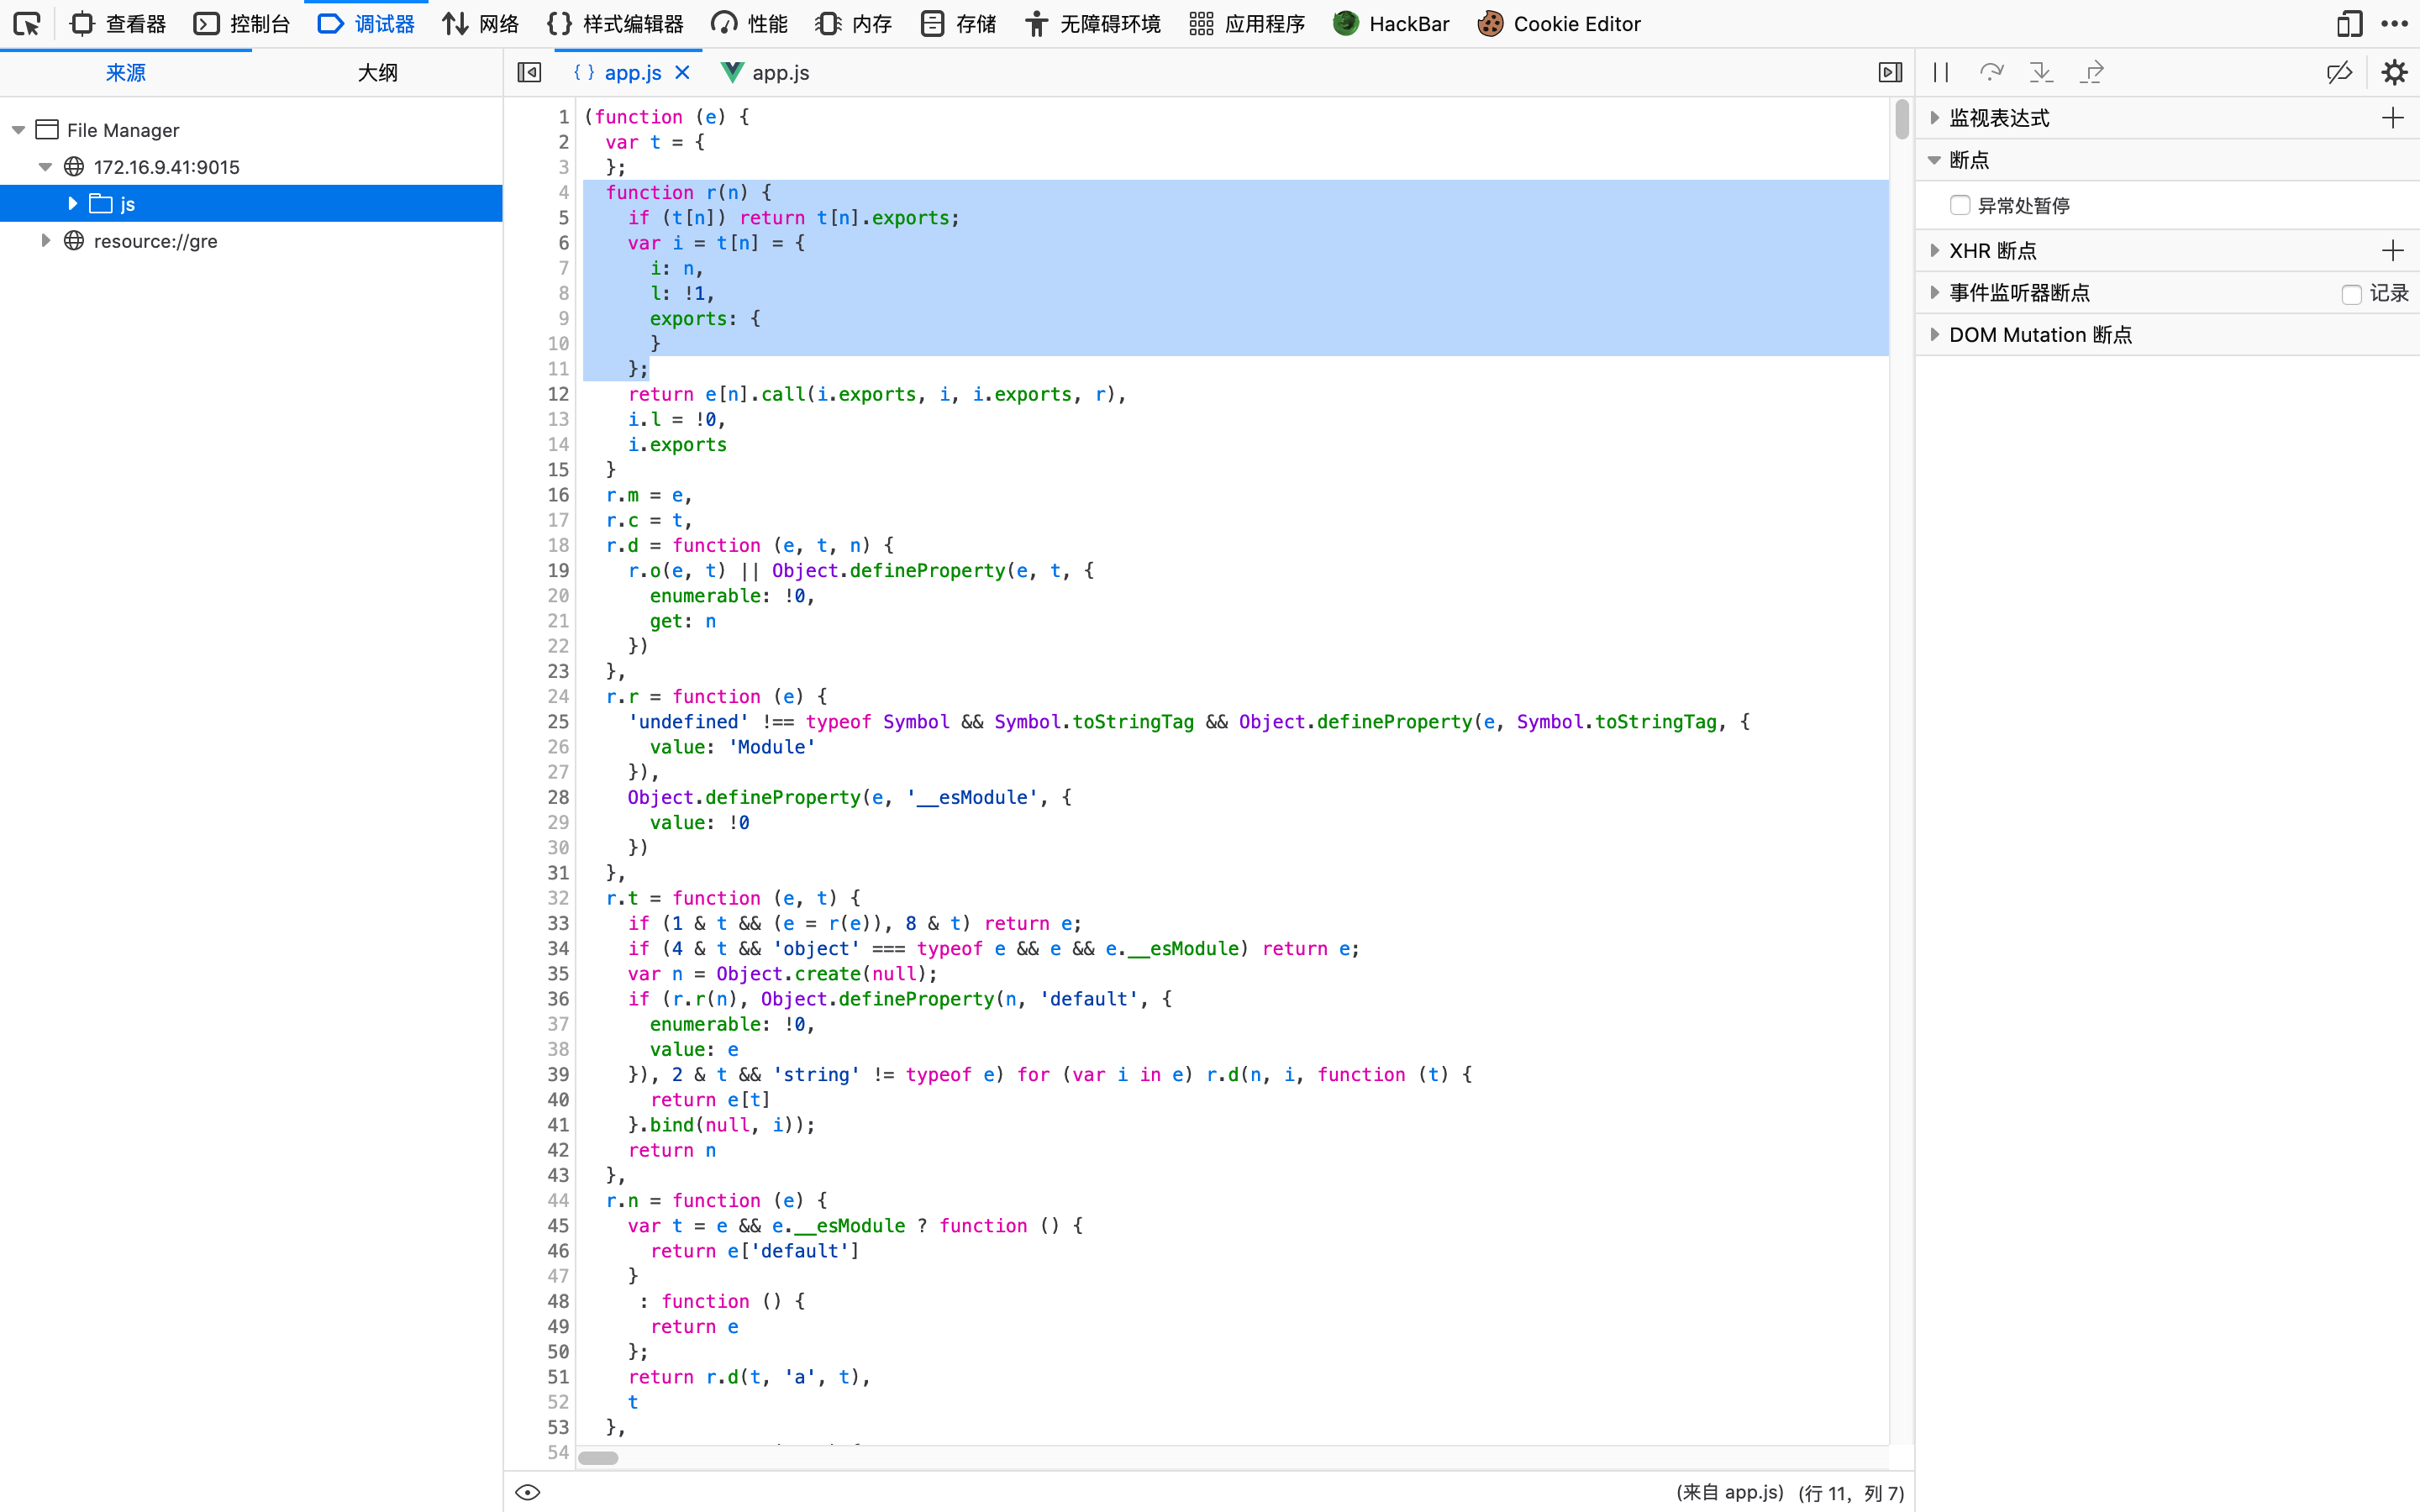 查看器 控制台 调试器 网络 样式编辑器 性能 内存 存储 无障碍环境 应用程序 HackBar Cookie Editor
来源 大纲
File Manager
172.16.9.41:9015
js
resource://gre
{ } app.js app.js
1 (function (e) {
2 var t = {
3 };
4 function r(n) {
5 if (t[n]) return t[n].exports;
6 var i = t[n] = {
7 i: n,
8 l: !1,
9 exports: {
10 }
11 };
12 return e[n].call(i.exports, i, i.exports, r),
13 i.l = !0,
14 i.exports
15 }
16 r.m = e,
17 r.c = t,
18 r.d = function (e, t, n) {
19 r.o(e, t) || Object.defineProperty(e, t, {
20 enumerable: !0,
21 get: n
22 })
23 },
24 r.r = function (e) {
25 'undefined' !== typeof Symbol && Symbol.toStringTag && Object.defineProperty(e, Symbol.toStringTag, {
26 value: 'Module'
27 }),
28 Object.defineProperty(e, '__esModule', {
29 value: !0
30 })
31 },
32 r.t = function (e, t) {
33 if (1 & t && (e = r(e)), 8 & t) return e;
34 if (4 & t && 'object' === typeof e && e && e.__esModule) return e;
35 var n = Object.create(null);
36 if (r.r(n), Object.defineProperty(n, 'default', {
37 enumerable: !0,
38 value: e
39 }), 2 & t && 'string' != typeof e) for (var i in e) r.d(n, i, function (t) {
40 return e[t]
41 }.bind(null, i));
42 return n
43 },
44 r.n = function (e) {
45 var t = e && e.__esModule ? function () {
46 return e['default']
47 }
48 : function () {
49 return e
50 };
51 return r.d(t, 'a', t),
52 t
53 },
54
(来自 app.js) (行 11，列 7)
监视表达式
断点
异常处暂停
XHR 断点
事件监听器断点 记录
DOM Mutation 断点